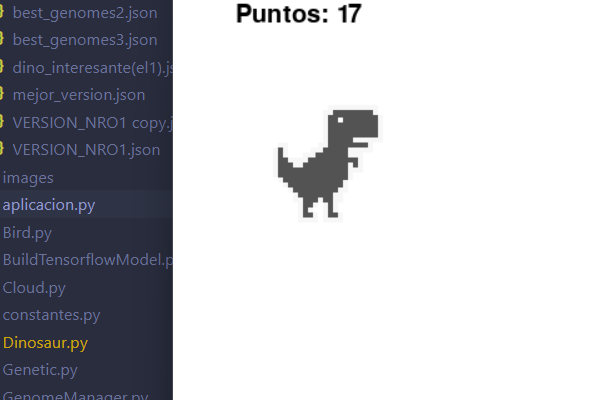 best_genomes2.json
Puntos: 17
best_genomes3.json
dino_interesante(el1).js
mejor_version.json
VERSION_NRO1 copy.j
VERSION_NRO1.json
images
aplicacion.py
Bird.py
BuildTensorflowModel.p
Cloud.py
constantes.py
Dinosaur.py
Genetic.py
GenomeManager.py